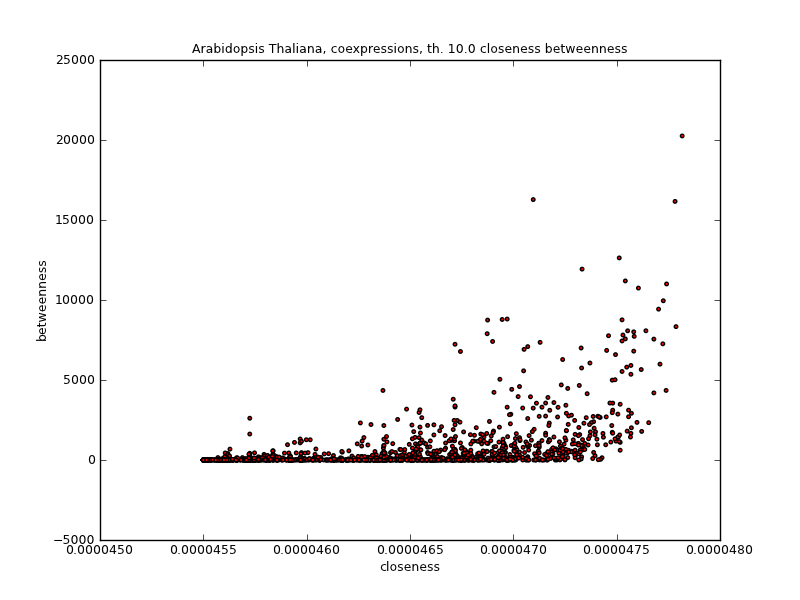 Arabidopsis Thaliana, coexpressions, th. 10.0 closeness betweenness
25000
20000
15000
10000
5000
0
−5000
betweenness
0.0000450 0.0000455 0.0000460 0.0000465 0.0000470 0.0000475 0.0000480
closeness